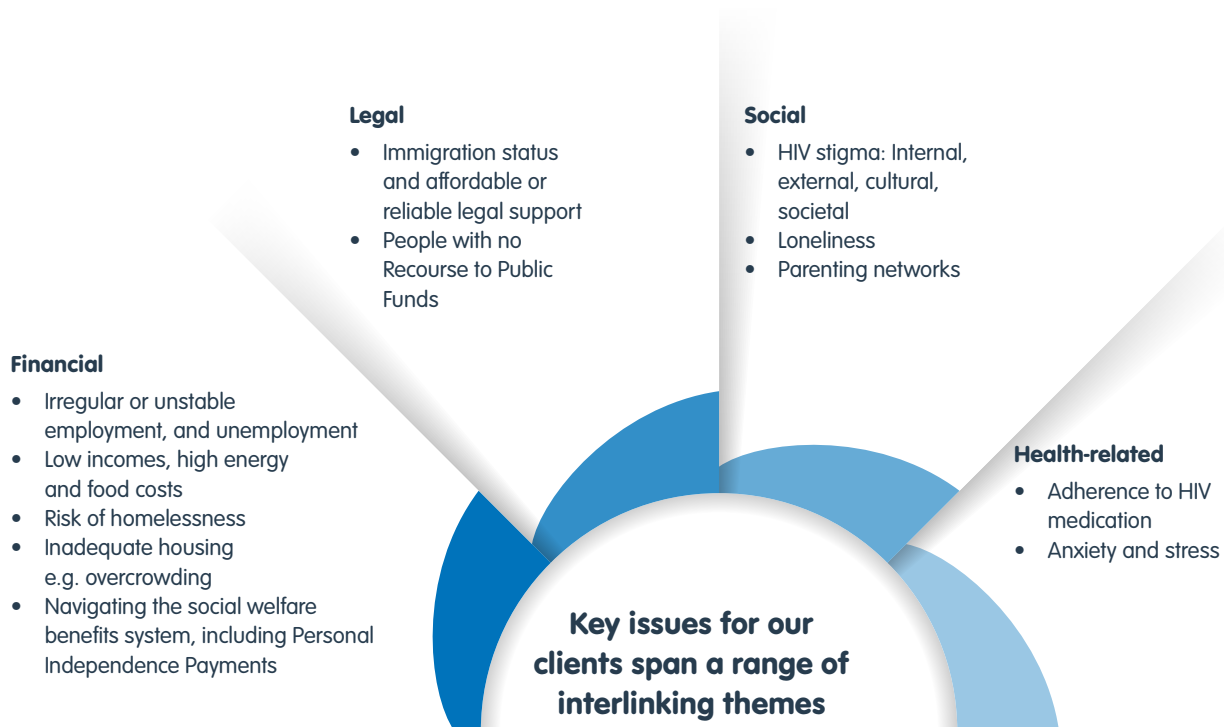 Legal
• Immigration status
and affordable or
reliable legal support
• People with no
Recourse to Public
Funds
Social
• HIV stigma: Internal,
external, cultural,
societal
• Loneliness
• Parenting networks
Financial
• Irregular or unstable
employment, and unemployment
• Low incomes, high energy
and food costs
• Risk of homelessness
• Inadequate housing
e.g. overcrowding
• Navigating the social welfare
benefits system, including Personal
Independence Payments
Health-related
• Adherence to HIV
medication
• Anxiety and stress
Key issues for our
clients span a range of
interlinking themes